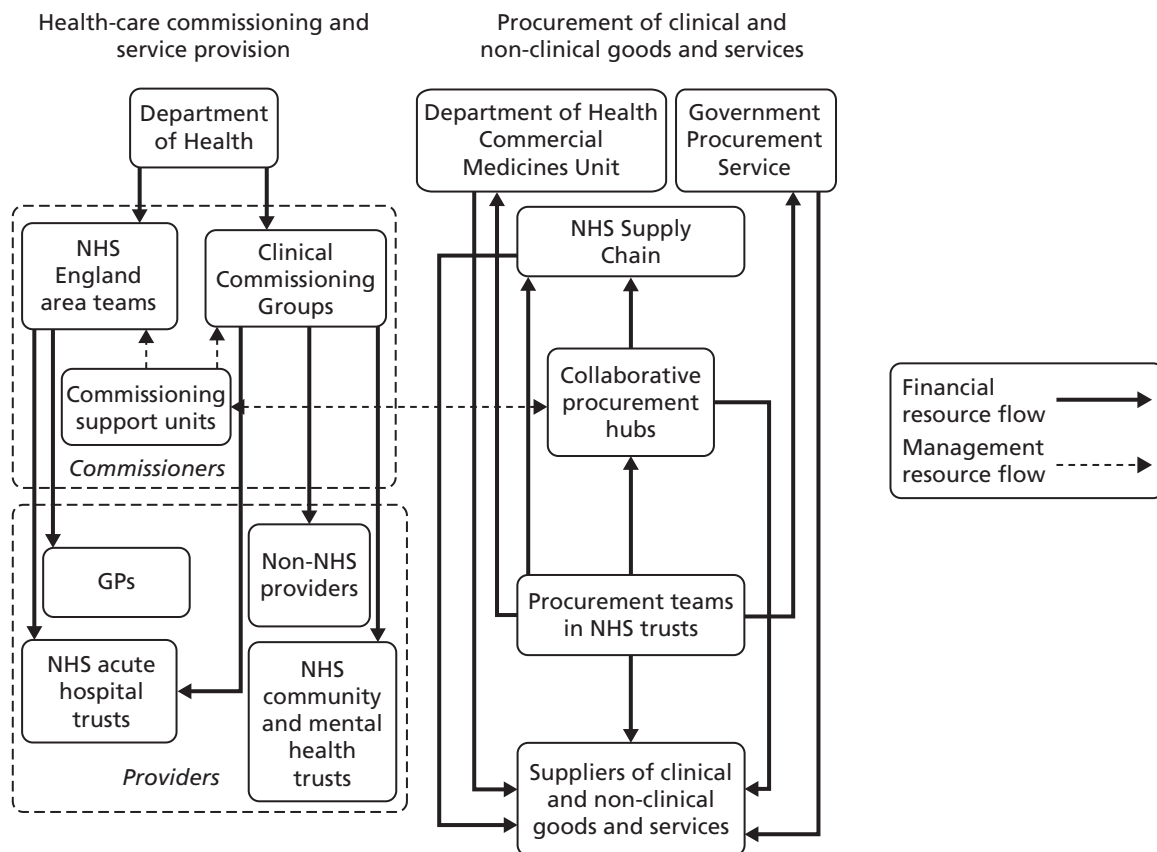 Health-care commissioning and
service provision
Procurement of clinical and
non-clinical goods and services
Department
of Health
Department of Health
Commercial
Medicines Unit
Government
Procurement
Service
NHS
England
area teams
Clinical
Commissioning
Groups
NHS Supply
Chain
Commissioning
support units
Collaborative
procurement
hubs
Commissioners
Financial
resource flow
Management
resource flow
GPs
Non-NHS
providers
Procurement teams
in NHS trusts
NHS acute
hospital
trusts
NHS
community
and mental
health
trusts
Providers
Suppliers of clinical
and non-clinical
goods and services